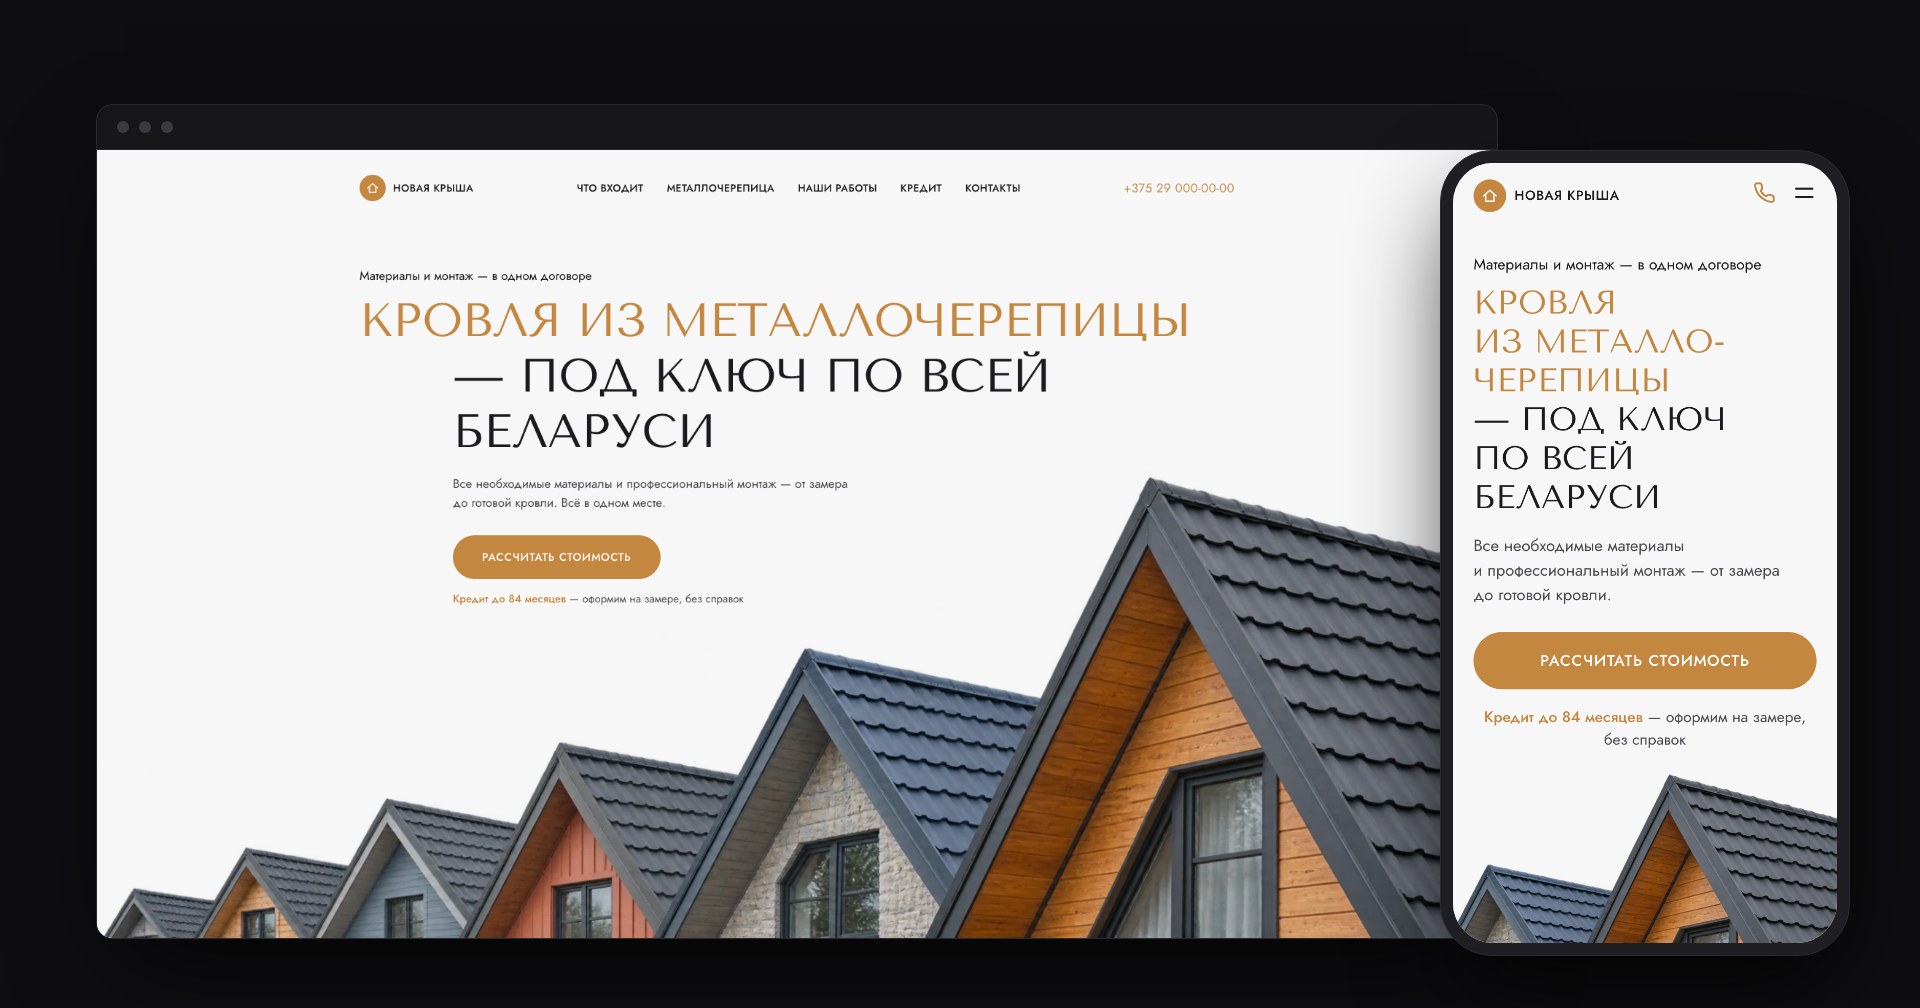 НОВАЯ КРЫША
ЧТО ВХОДИТ
МЕТАЛЛОЧЕРЕПИЦА
НАШИ РАБОТЫ
КРЕДИТ
КОНТАКТЫ
+375 29 000-00-00
Материалы и монтаж — в одном договоре
КРОВЛЯ ИЗ МЕТАЛЛОЧЕРЕПИЦЫ
— ПОД КЛЮЧ ПО ВСЕЙ
БЕЛАРУСИ
Все необходимые материалы и профессиональный монтаж — от замера
до готовой кровли. Всё в одном месте.
РАССЧИТАТЬ СТОИМОСТЬ
Кредит до 84 месяцев — оформим на замере, без справок
НОВАЯ КРЫША
Материалы и монтаж — в одном договоре
КРОВЛЯ
ИЗ МЕТАЛЛО-
ЧЕРЕПИЦЫ
— ПОД КЛЮЧ
ПО ВСЕЙ
БЕЛАРУСИ
Все необходимые материалы
и профессиональный монтаж — от замера
до готовой кровли.
РАССЧИТАТЬ СТОИМОСТЬ
Кредит до 84 месяцев — оформим на замере,
без справок